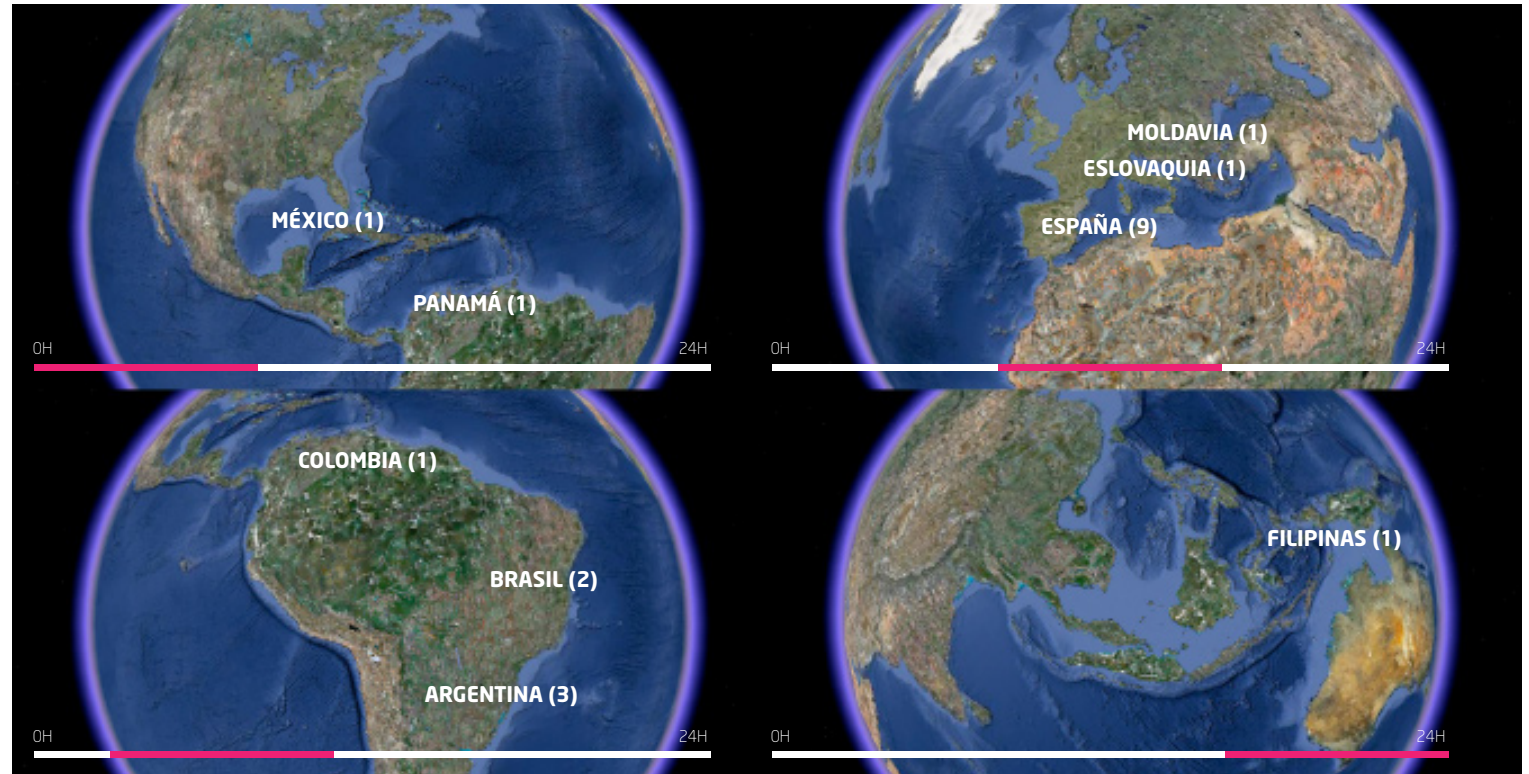 MÉXICO (1)
PANAMÁ (1)
0H
24H
MOLDAVIA (1)
ESLOVAQUIA (1)
ESPAÑA (9)
0H
24H
COLOMBIA (1)
BRASIL (2)
ARGENTINA (3)
0H
24H
FILIPINAS (1)
0H
24H